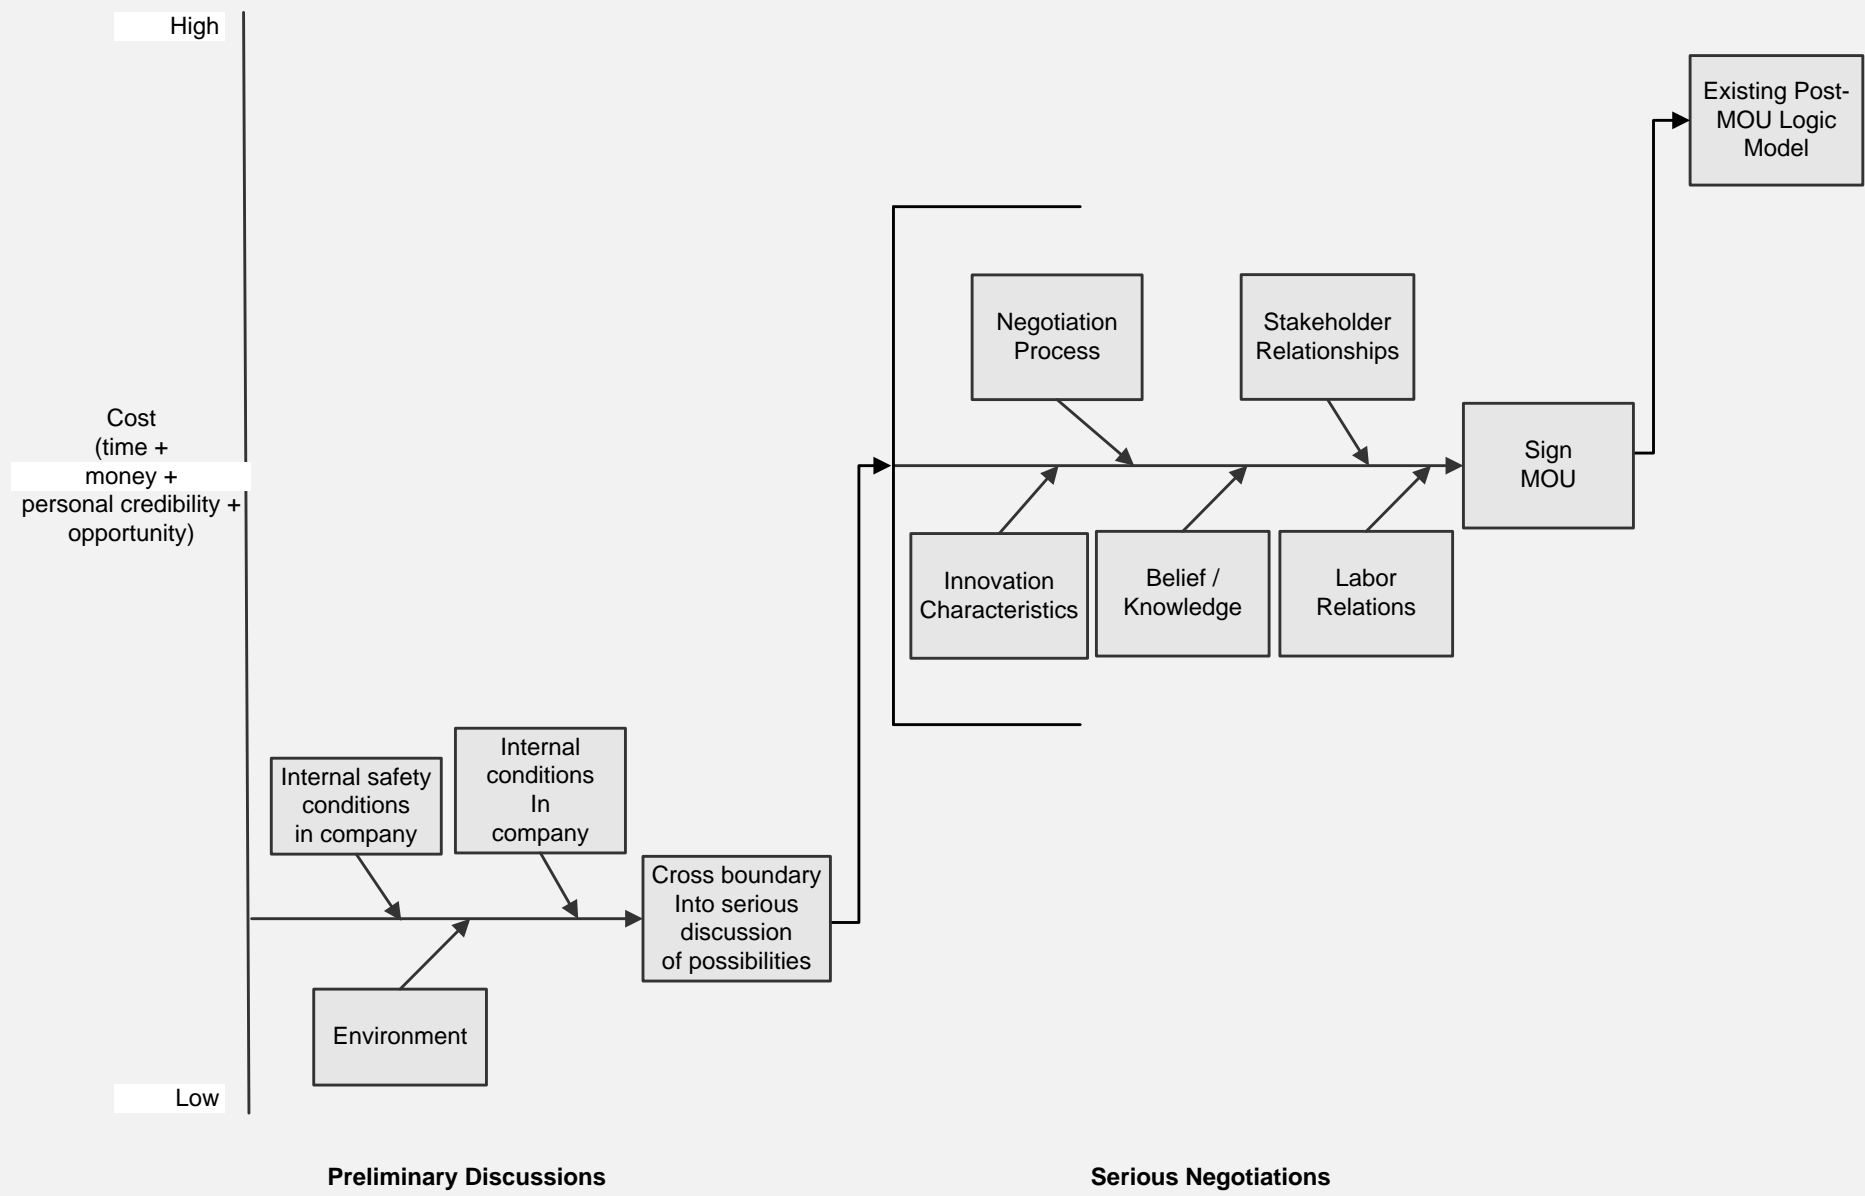 High
Existing Post-
MOU Logic
Model
Negotiation
Process
Stakeholder
Relationships
Cost
(time +
money +
personal credibility +
opportunity)
Sign
MOU
Innovation
Characteristics
Belief /
Knowledge
Labor
Relations
Internal safety
conditions
in company
Internal
conditions
In
company
Cross boundary
Into serious
discussion
of possibilities
Environment
Low
Preliminary Discussions
Serious Negotiations